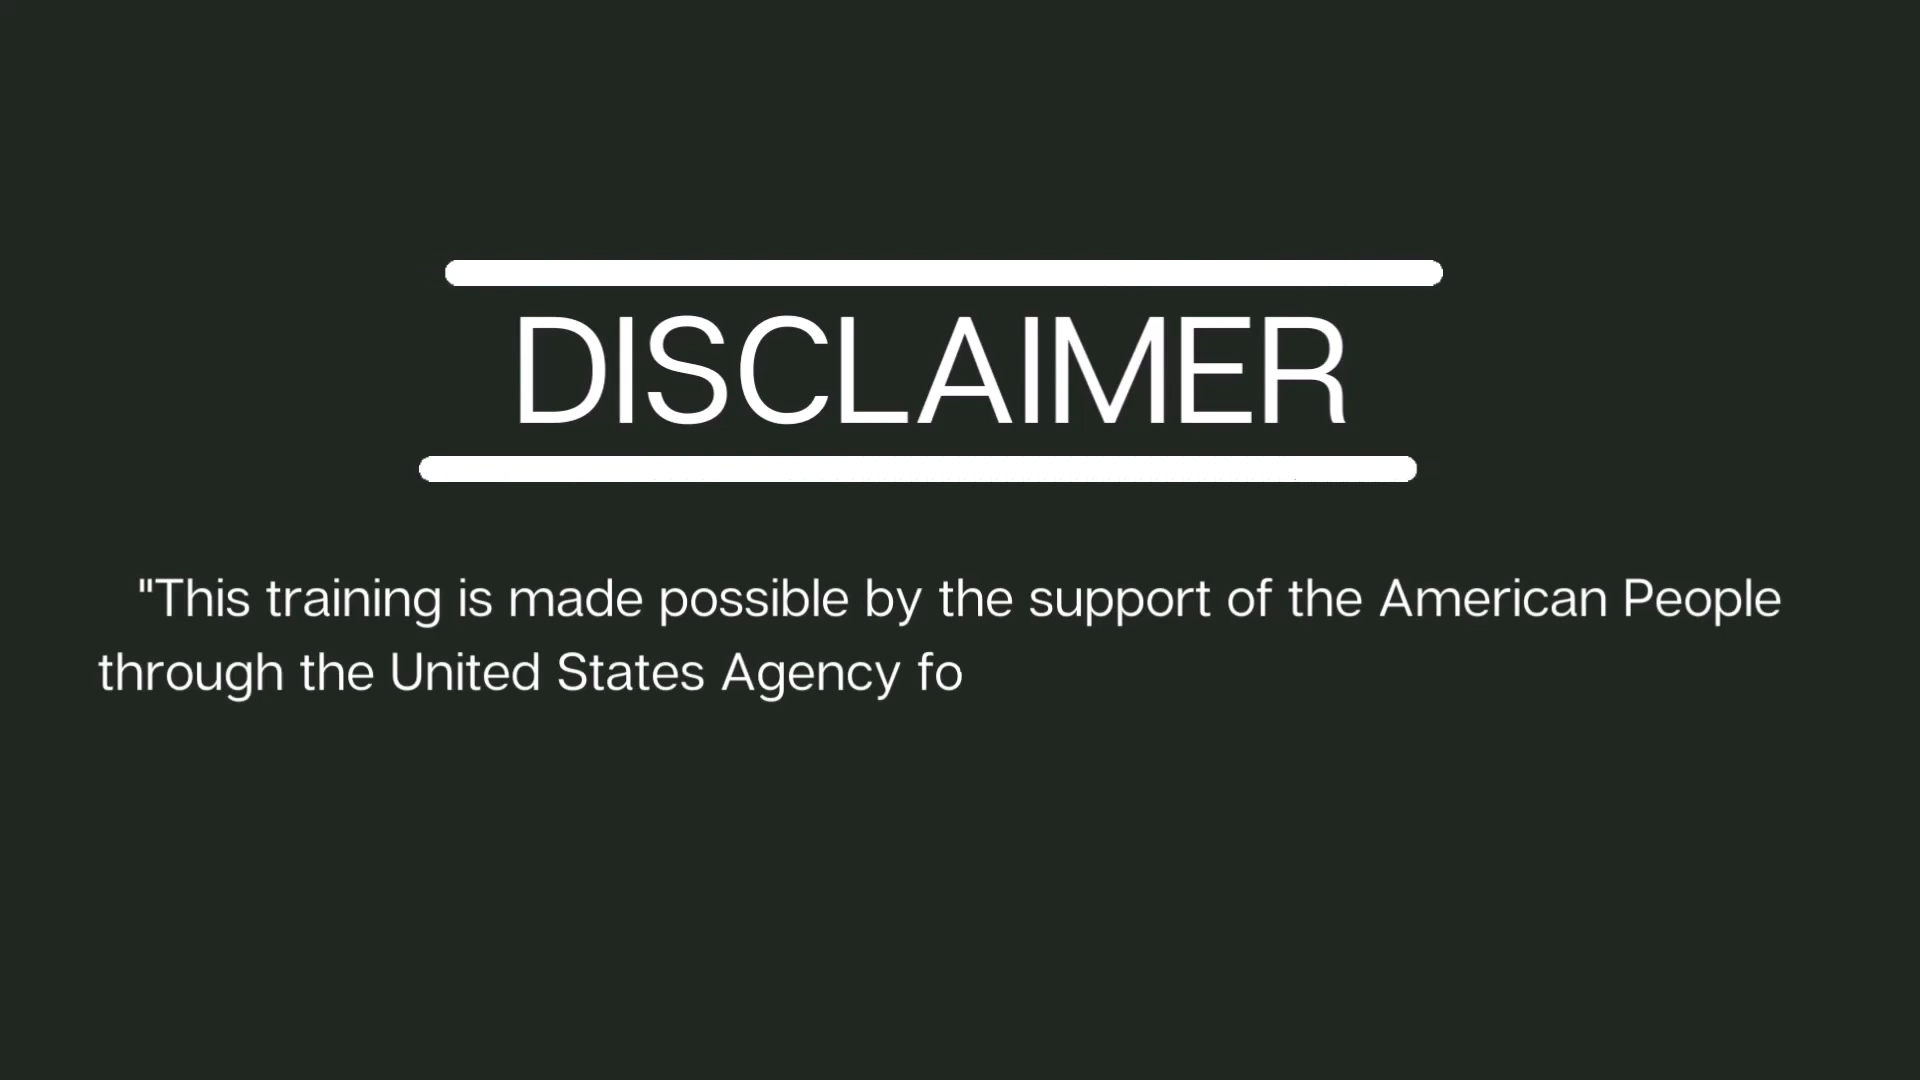 DISCLAIMER
"This training is made possible by the support of the American People
through the United States Agency fo